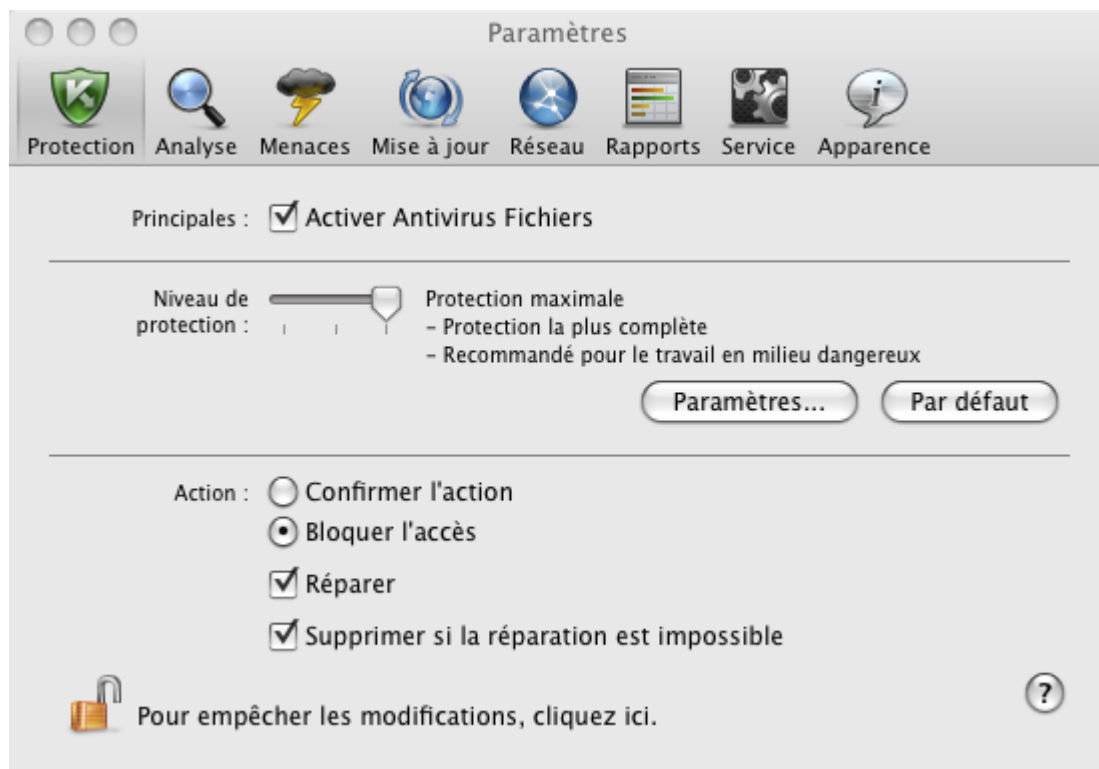 Paramètres
Protection Analyse Menaces Mise à jour Réseau Rapports Service Apparence
Principales : Activer Antivirus Fichiers
Niveau de protection :
Protection maximale
– Protection la plus complète
– Recommandé pour le travail en milieu dangereux
Paramètres... Par défaut
Action : Confirmer l'action
Bloquer l'accès
Réparer
Supprimer si la réparation est impossible
Pour empêcher les modifications, cliquez ici.
?